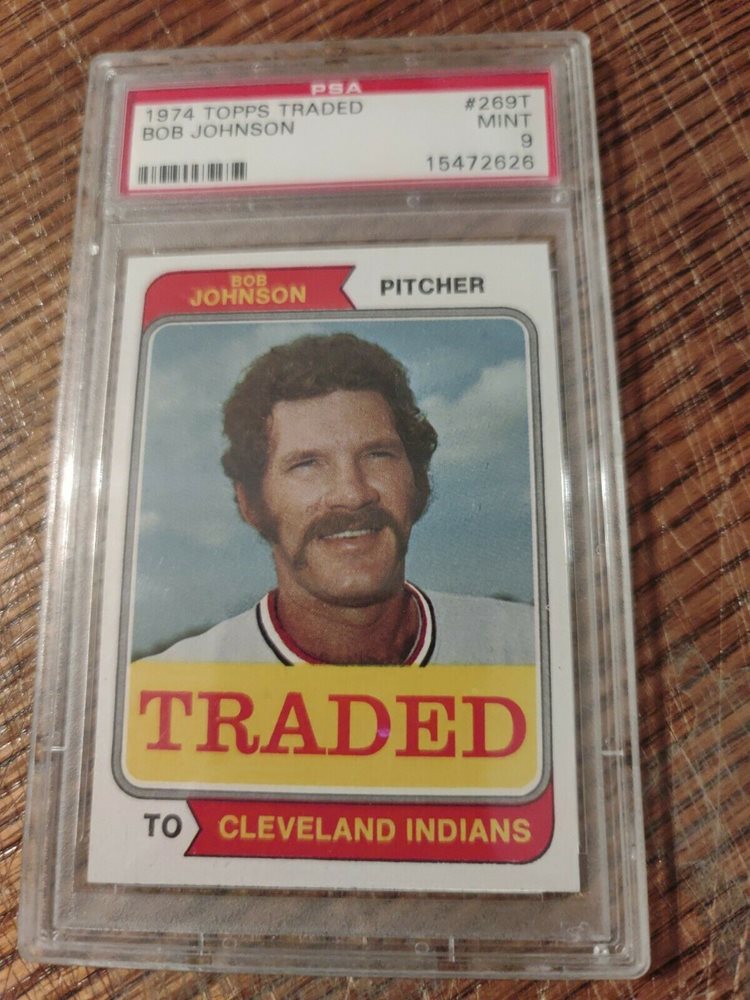 PSA
1974 TOPPS TRADED #269T
BOB JOHNSON MINT
9
15472626
BOB
JOHNSON
PITCHER
TRADED
TO CLEVELAND INDIANS